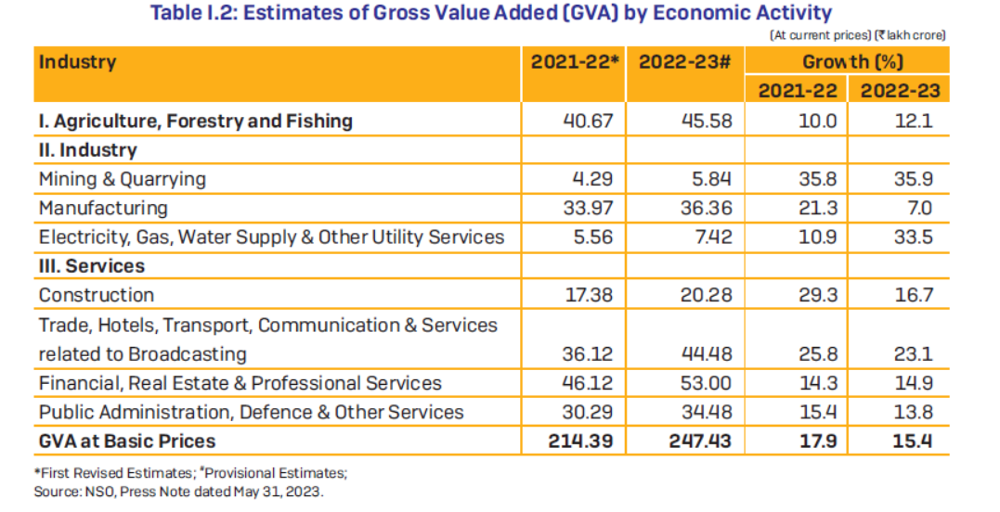 Table I.2: Estimates of Gross Value Added (GVA) by Economic Activity
(At current prices) (₹ lakh crore)
Industry 2021-22* 2022-23# Growth (%)
2021-22 2022-23
I. Agriculture, Forestry and Fishing 40.67 45.58 10.0 12.1
II. Industry
Mining & Quarrying 4.29 5.84 35.8 35.9
Manufacturing 33.97 36.36 21.3 7.0
Electricity, Gas, Water Supply & Other Utility Services 5.56 7.42 10.9 33.5
III. Services
Construction 17.38 20.28 29.3 16.7
Trade, Hotels, Transport, Communication & Services
related to Broadcasting 36.12 44.48 25.8 23.1
Financial, Real Estate & Professional Services 46.12 53.00 14.3 14.9
Public Administration, Defence & Other Services 30.29 34.48 15.4 13.8
GVA at Basic Prices 214.39 247.43 17.9 15.4
*First Revised Estimates; #Provisional Estimates;
Source: NSO, Press Note dated May 31, 2023.